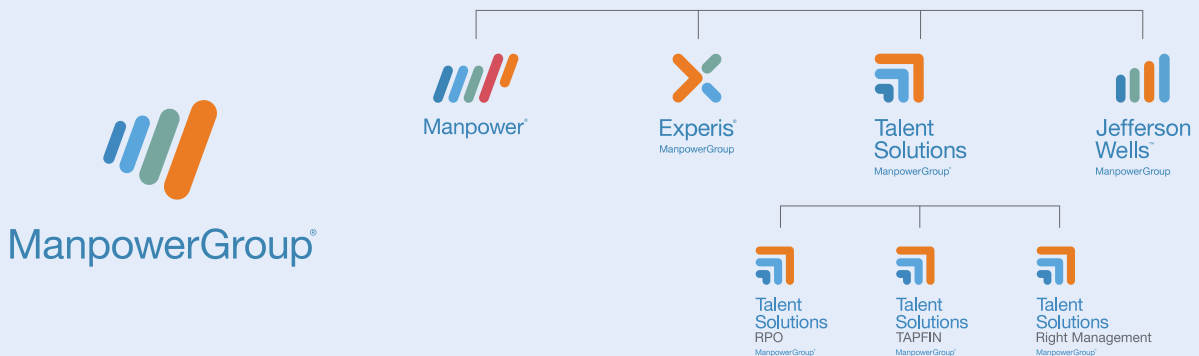 ManpowerGroup®
Manpower®
Experis®
ManpowerGroup
Talent
Solutions
ManpowerGroup®
Jefferson
Wells™
ManpowerGroup
Talent
Solutions
RPO
ManpowerGroup®
Talent
Solutions
TAPFIN
ManpowerGroup®
Talent
Solutions
Right Management
ManpowerGroup®